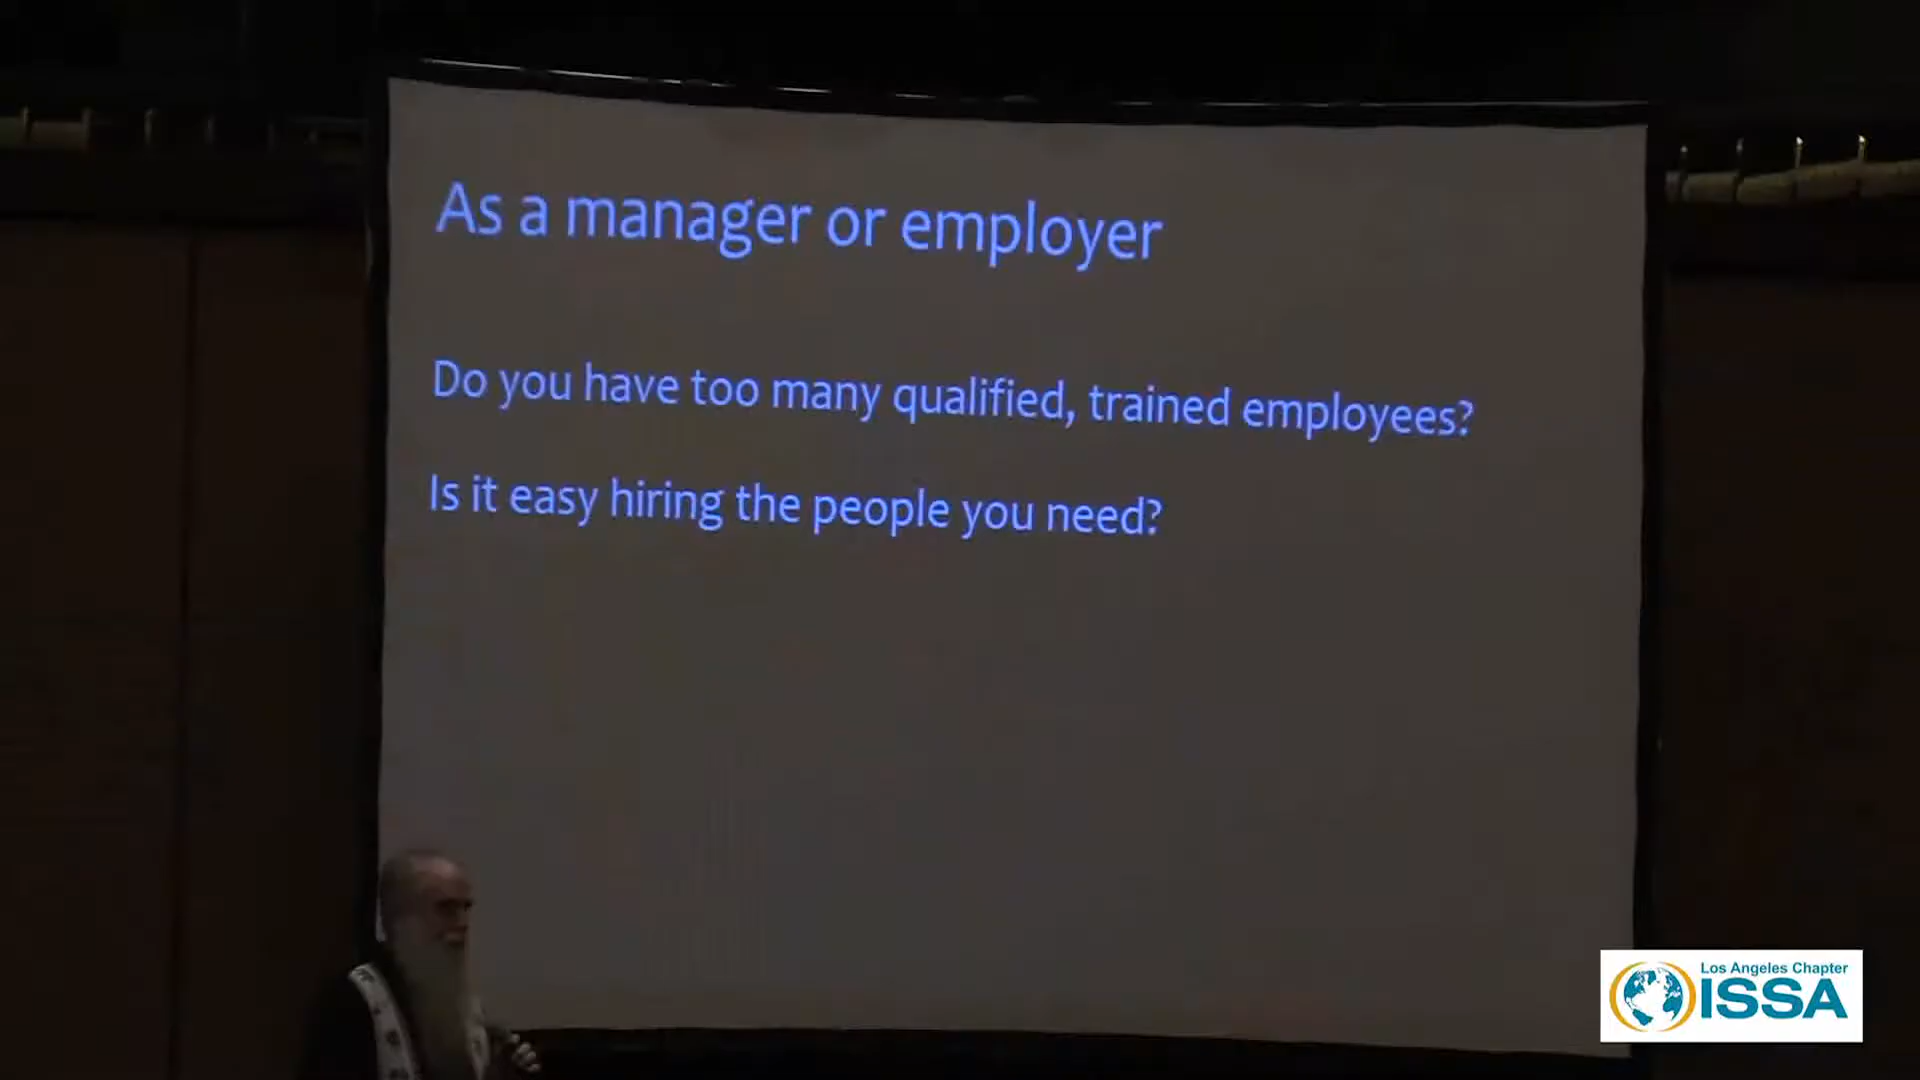 As a manager or employer
Do you have too many qualified, trained employees?
Is it easy hiring the people you need?
Los Angeles Chapter
ISSA